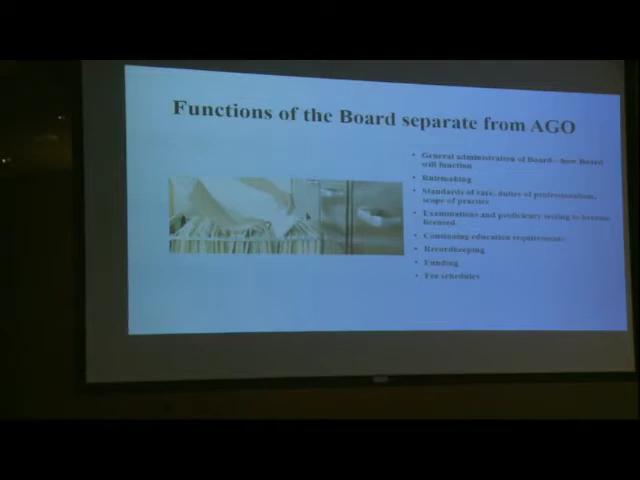 Functions of the Board separate from AGO
• General administration of Board—how Board
will function
• Rulemaking
• Standards of care, duties of professionalism,
scope of practice
• Examinations and proficiency testing to become
licensed
• Continuing education requirements
• Recordkeeping
• Funding
• Fee schedules